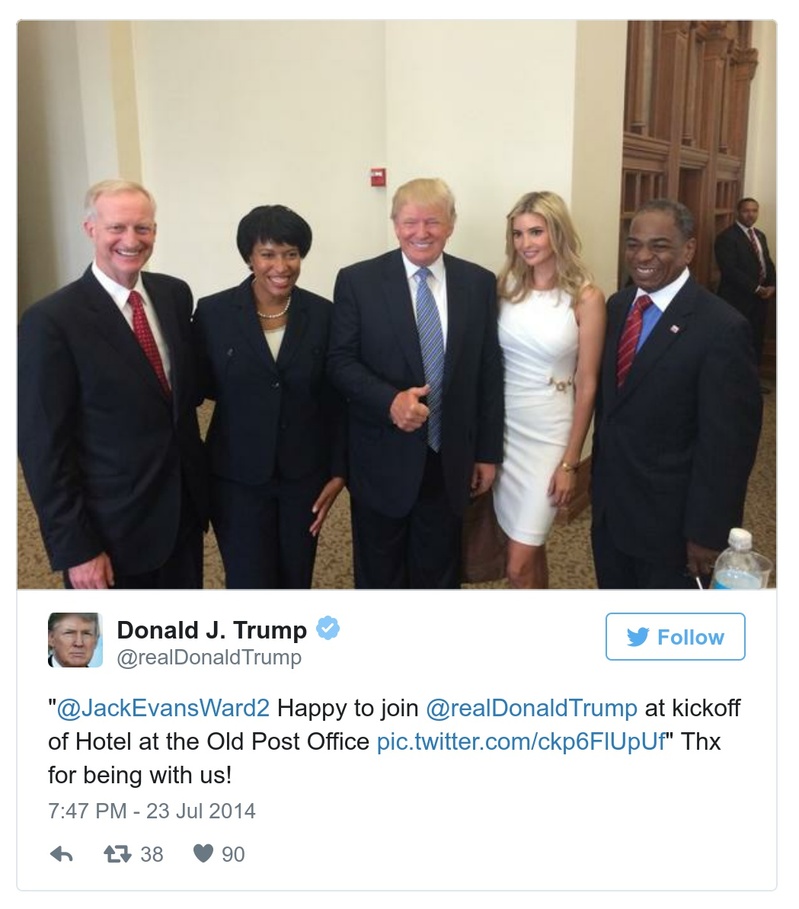 Donald J. Trump
@realDonaldTrump
Follow
"@JackEvansWard2 Happy to join @realDonaldTrump at kickoff
of Hotel at the Old Post Office pic.twitter.com/ckp6FlUpUf" Thx
for being with us!
7:47 PM - 23 Jul 2014
38 90